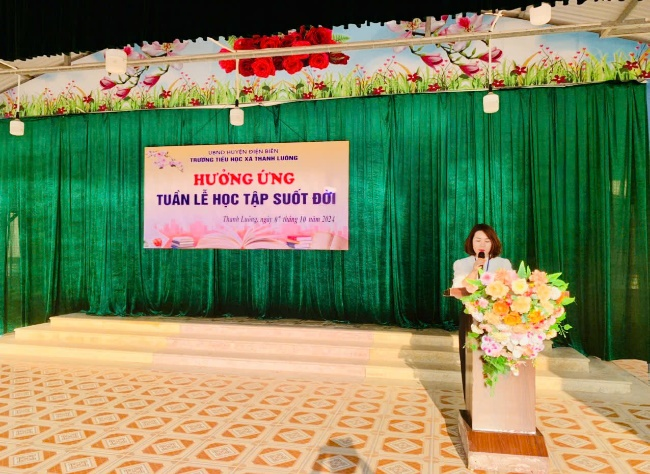 UBND HUYỆN ĐIỆN BIÊN
TRƯỜNG TIỂU HỌC XÃ THANH LUÔNG
HƯỞNG ỨNG
TUẦN LỄ HỌC TẬP SUỐT ĐỜI
Thanh Luông, ngày tháng 10 năm 2024